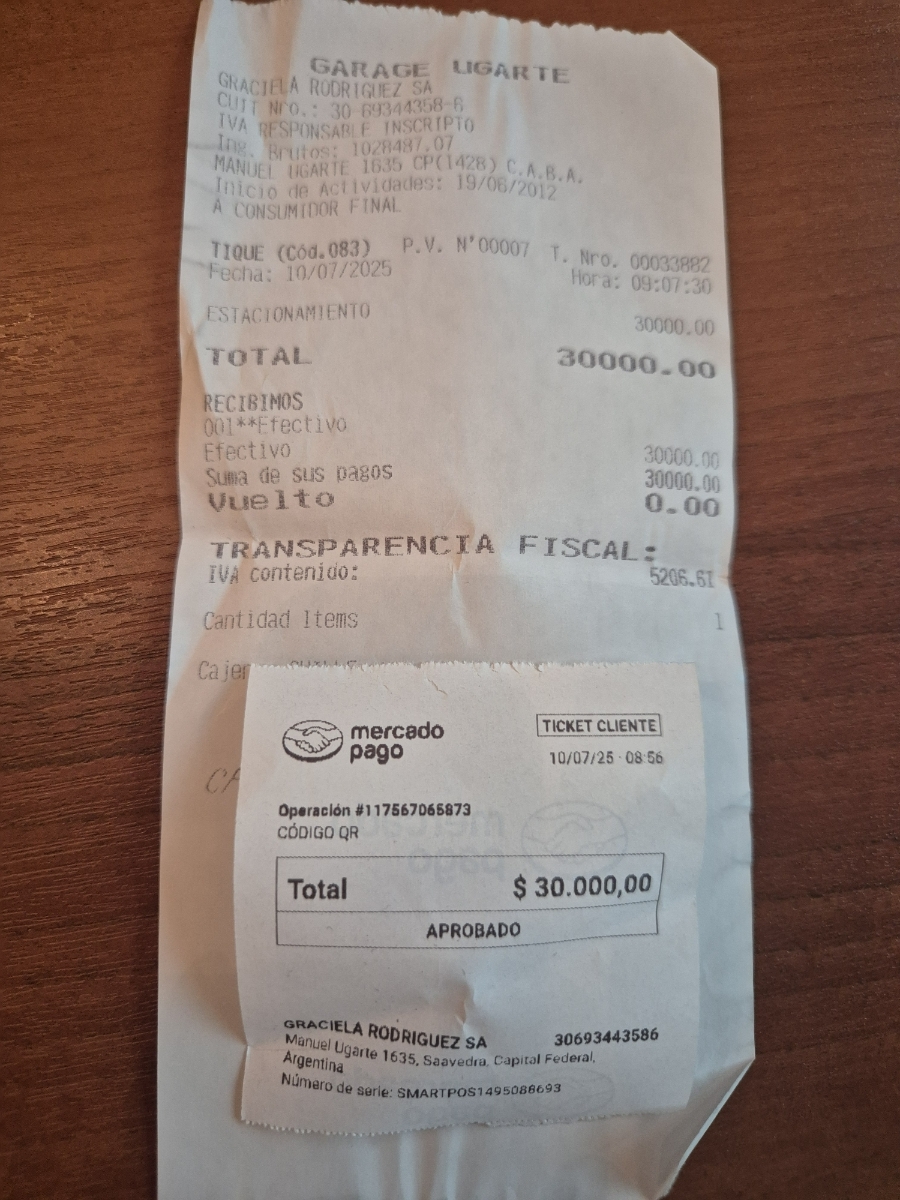 GARAGE UGARTE
GRACIELA RODRIGUEZ SA
CUIT Nro.: 30-69344358-6
IVA RESPONSABLE INSCRIPTO
Ing. Brutos: 1028487.07
MANUEL UGARTE 1635 CP(1428) C.A.B.A.
Inicio de Actividades: 19/06/2012
A CONSUMIDOR FINAL
TIQUE (Cód.083) P.V. N°00007 T. Nro. 00033882
Fecha: 10/07/2025 Hora: 09:07:30
ESTACIONAMIENTO 30000.00
TOTAL 30000.00
RECIBIMOS
001**Efectivo
Efectivo 30000.00
Suma de sus pagos 30000.00
Vuelto 0.00
TRANSPARENCIA FISCAL:
IVA contenido: 5206.61
Cantidad Items 1
Cajer
mercado pago
TICKET CLIENTE
10/07/25 · 08:56
Operación #117567065873
CÓDIGO QR
Total $ 30.000,00
APROBADO
GRACIELA RODRIGUEZ SA 30693443586
Manuel Ugarte 1635, Saavedra, Capital Federal,
Argentina
Número de serie: SMARTPOS1495088693